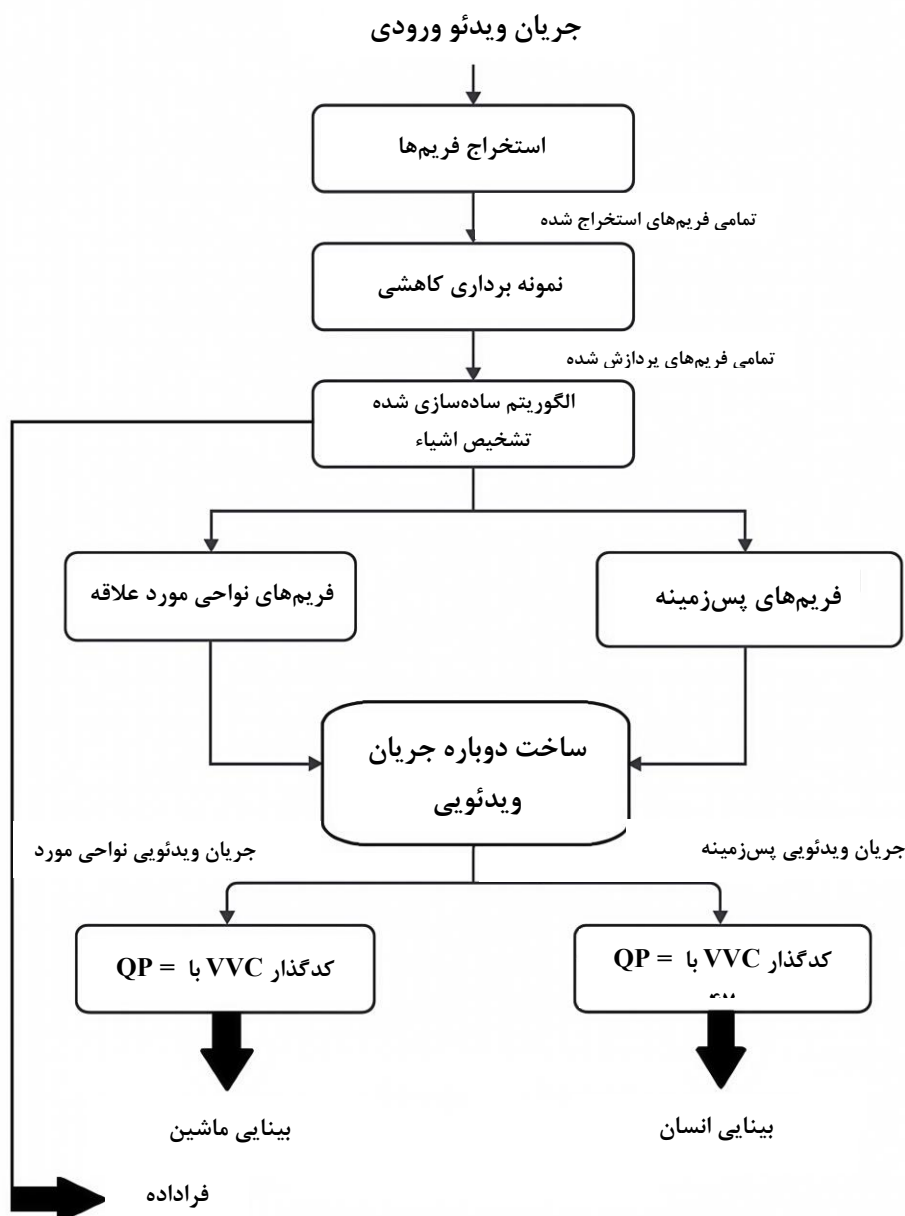 جریان ویدئو ورودی
استخراج فریم‌ها
تمامی فریم‌های استخراج شده
نمونه برداری کاهشی
تمامی فریم‌های پردازش شده
الگوریتم ساده‌سازی شده
تشخیص اشیاء
فریم‌های پس‌زمینه
فریم‌های نواحی مورد علاقه
ساخت دوباره جریان
ویدئویی
جریان ویدئویی پس‌زمینه
جریان ویدئویی نواحی مورد
کدگذار VVC با QP =
کدگذار VVC با QP =
بینایی انسان
بینایی ماشین
فراداده